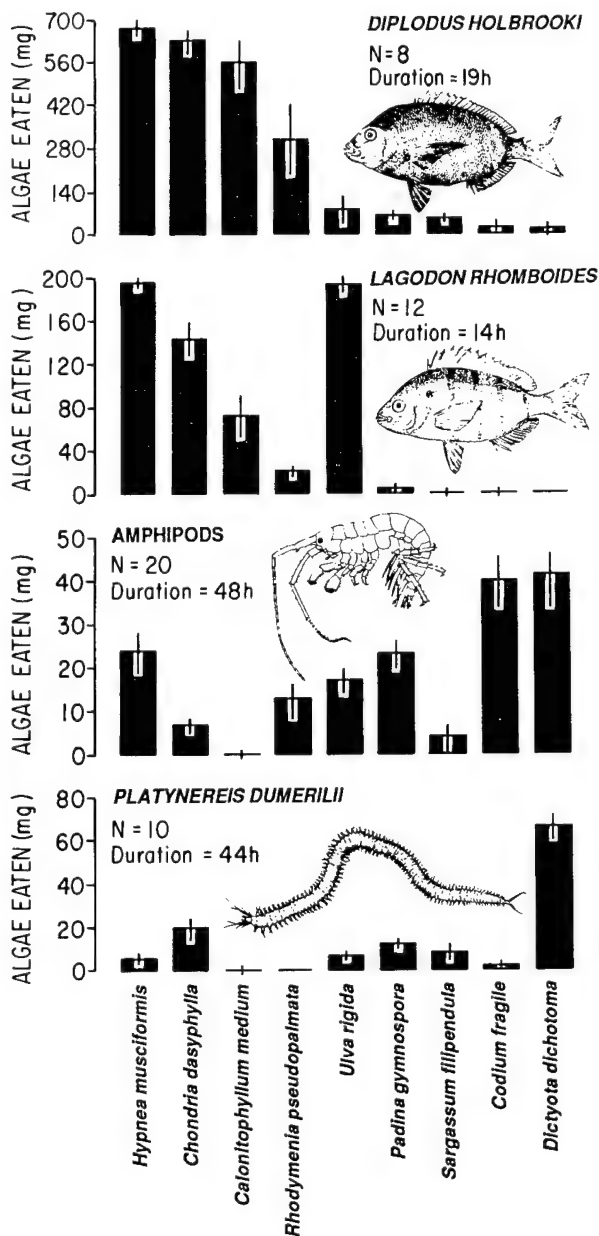 DIPLODUS HOLBROOKI
N=8
Duration = 19h
ALGAE EATEN (mg)
700
560
420
280
140
0
LAGODON RHOMBOIDES
N=12
Duration = 14h
ALGAE EATEN (mg)
200
160
120
80
40
0
AMPHIPODS
N = 20
Duration = 48h
ALGAE EATEN (mg)
50
40
30
20
10
0
PLATYNEREIS DUMERILII
N = 10
Duration = 44h
ALGAE EATEN (mg)
80
60
40
20
0
Hypnea musciformis
Chondria dasyphylla
Calonitophyllum medium
Rhodymenia pseudopalmata
Ulva rigida
Padina gymnospora
Sargassum filipendula
Codium fragile
Dictyota dichotoma